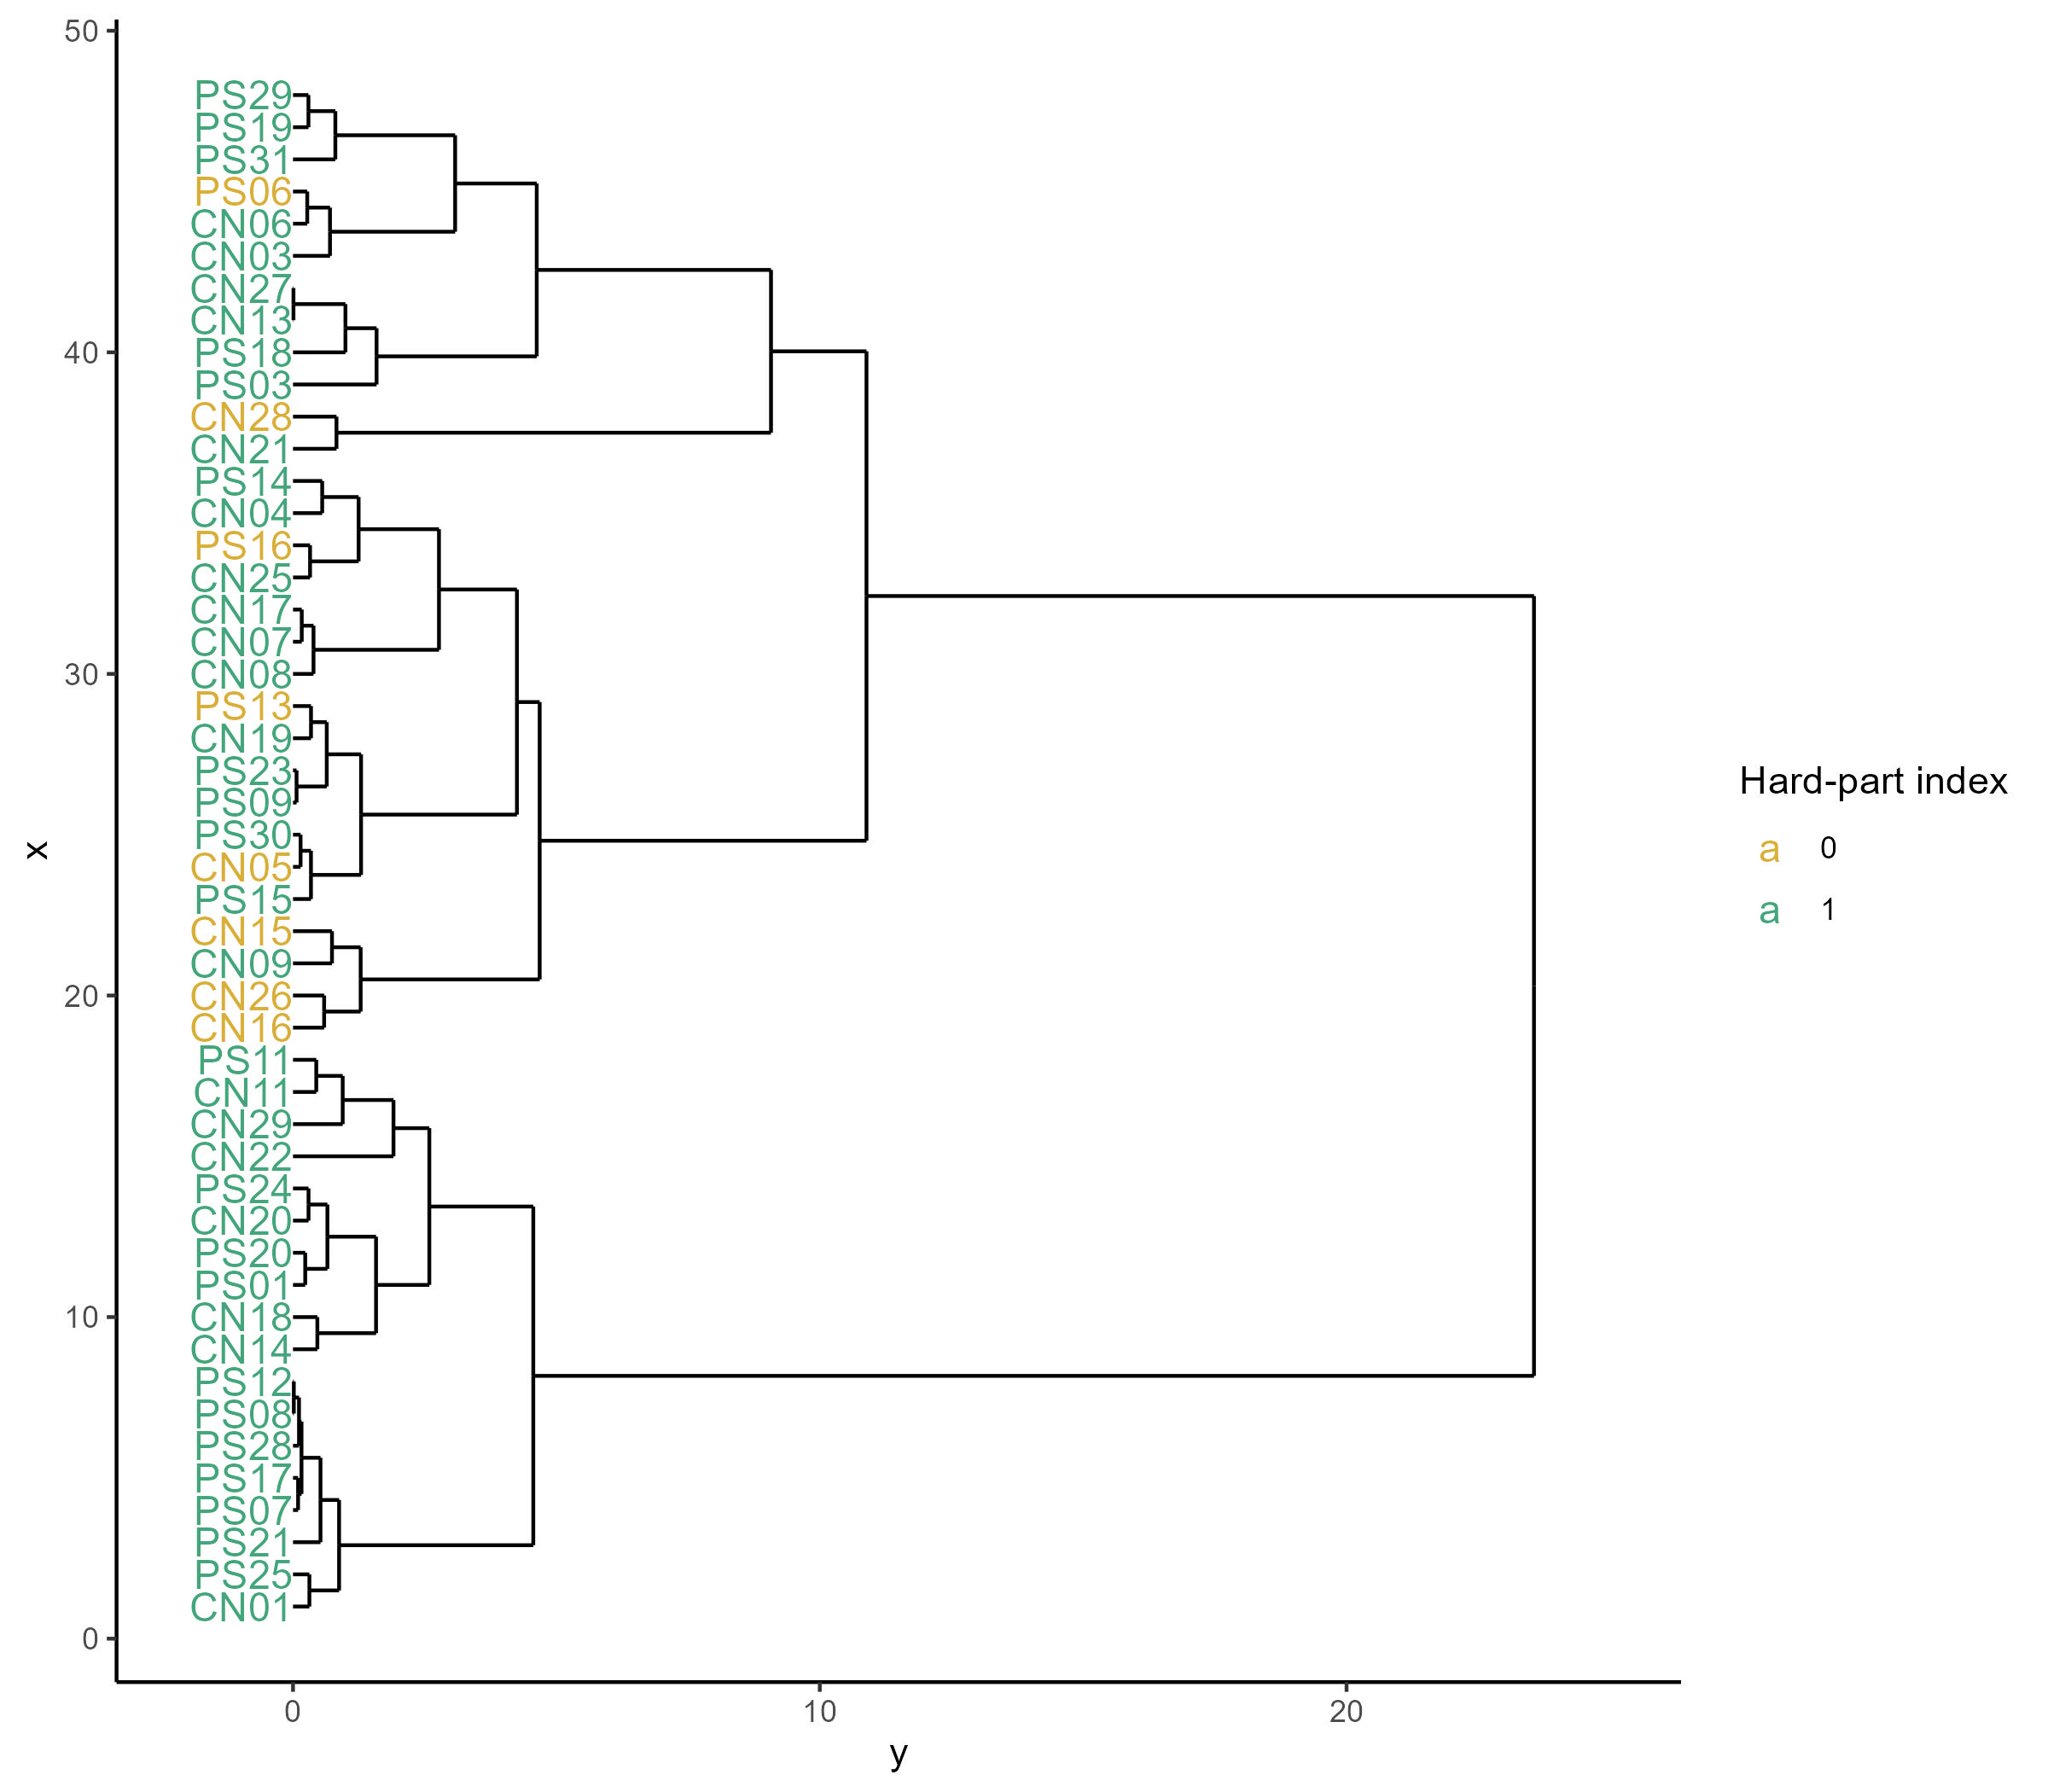 50
PS29
PS19
PS31
PS06
CN06
CN03
CN27
CN13
40
PS18
PS03
CN28
CN21
PS14
CN04
PS16
CN25
CN17
CN07
30
CN08
PS13
CN19
PS23
PS09
PS30
CN05
PS15
CN15
CN09
20
CN26
CN16
PS11
CN11
CN29
CN22
PS24
CN20
PS20
PS01
10
CN18
CN14
PS12
PS08
PS28
PS17
PS07
PS21
PS25
CN01
0
x
0 10 20
y
Hard-part index
a 0
a 1